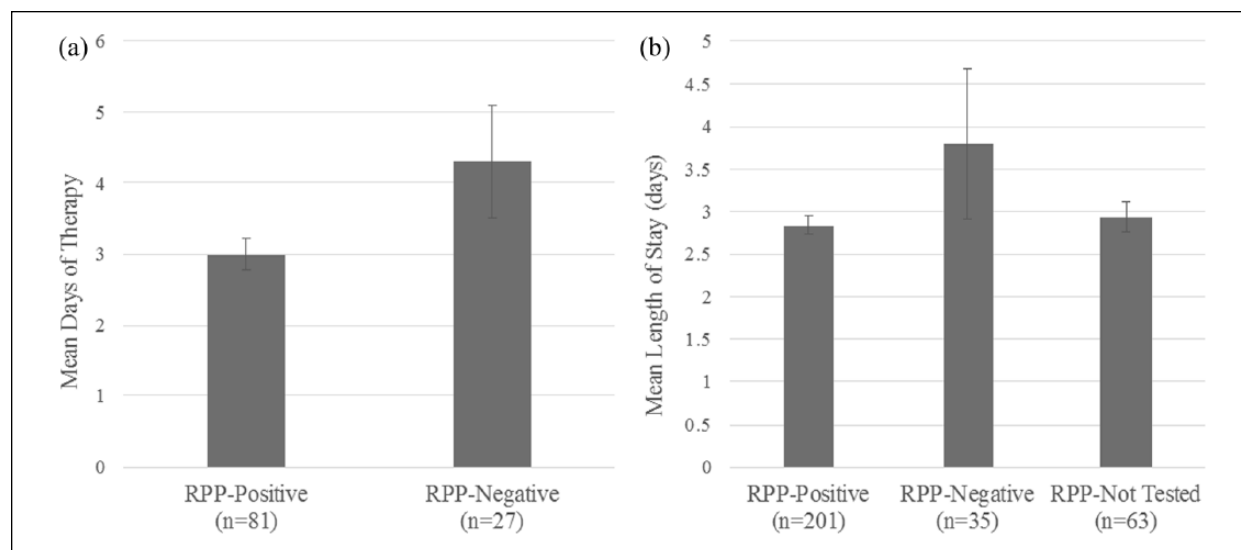 (a)
6
5
4
3
2
1
0
Mean Days of Therapy
RPP-Positive
(n=81)
RPP-Negative
(n=27)
(b)
5
4.5
4
3.5
3
2.5
2
1.5
1
0.5
0
Mean Length of Stay (days)
RPP-Positive
(n=201)
RPP-Negative
(n=35)
RPP-Not Tested
(n=63)